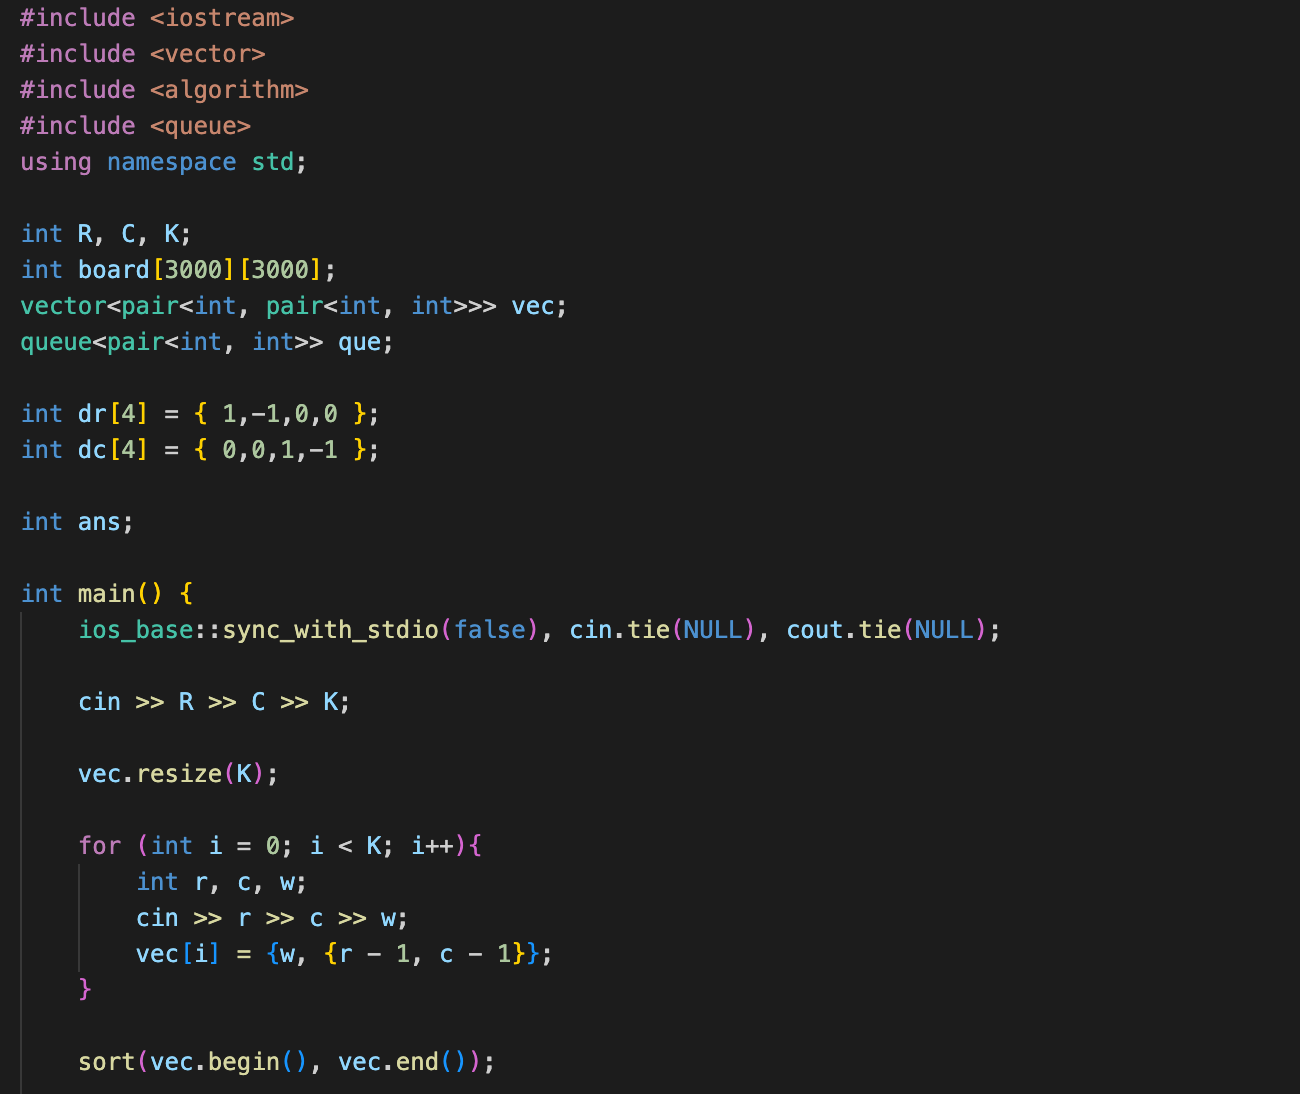 #include <iostream>
#include <vector>
#include <algorithm>
#include <queue>
using namespace std;
int R, C, K;
int board[3000][3000];
vector<pair<int, pair<int, int>>> vec;
queue<pair<int, int>> que;
int dr[4] = { 1,-1,0,0 };
int dc[4] = { 0,0,1,-1 };
int ans;
int main() {
    ios_base::sync_with_stdio(false), cin.tie(NULL), cout.tie(NULL);
    cin >> R >> C >> K;
    vec.resize(K);
    for (int i = 0; i < K; i++){
        int r, c, w;
        cin >> r >> c >> w;
        vec[i] = {w, {r - 1, c - 1}};
    }
    sort(vec.begin(), vec.end());